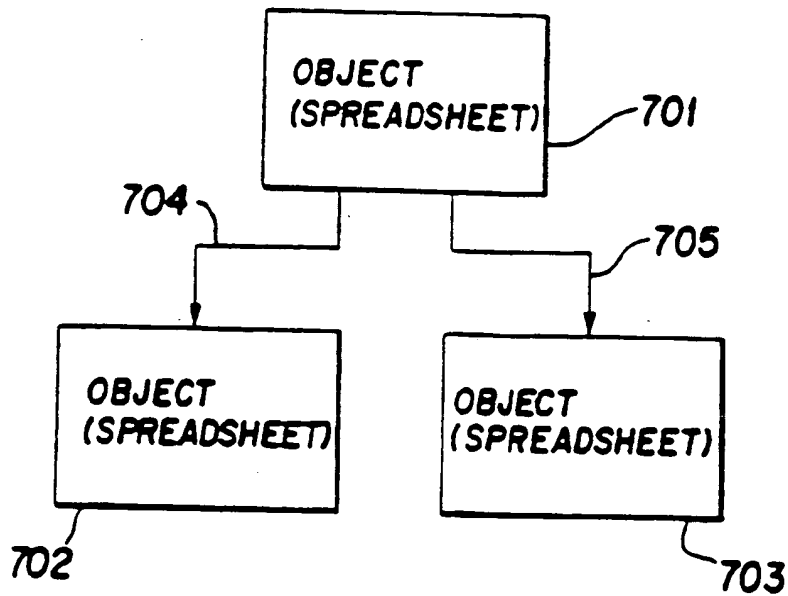 OBJECT
(SPREADSHEET)
701
704
705
OBJECT
(SPREADSHEET)
OBJECT
(SPREADSHEET)
702
703